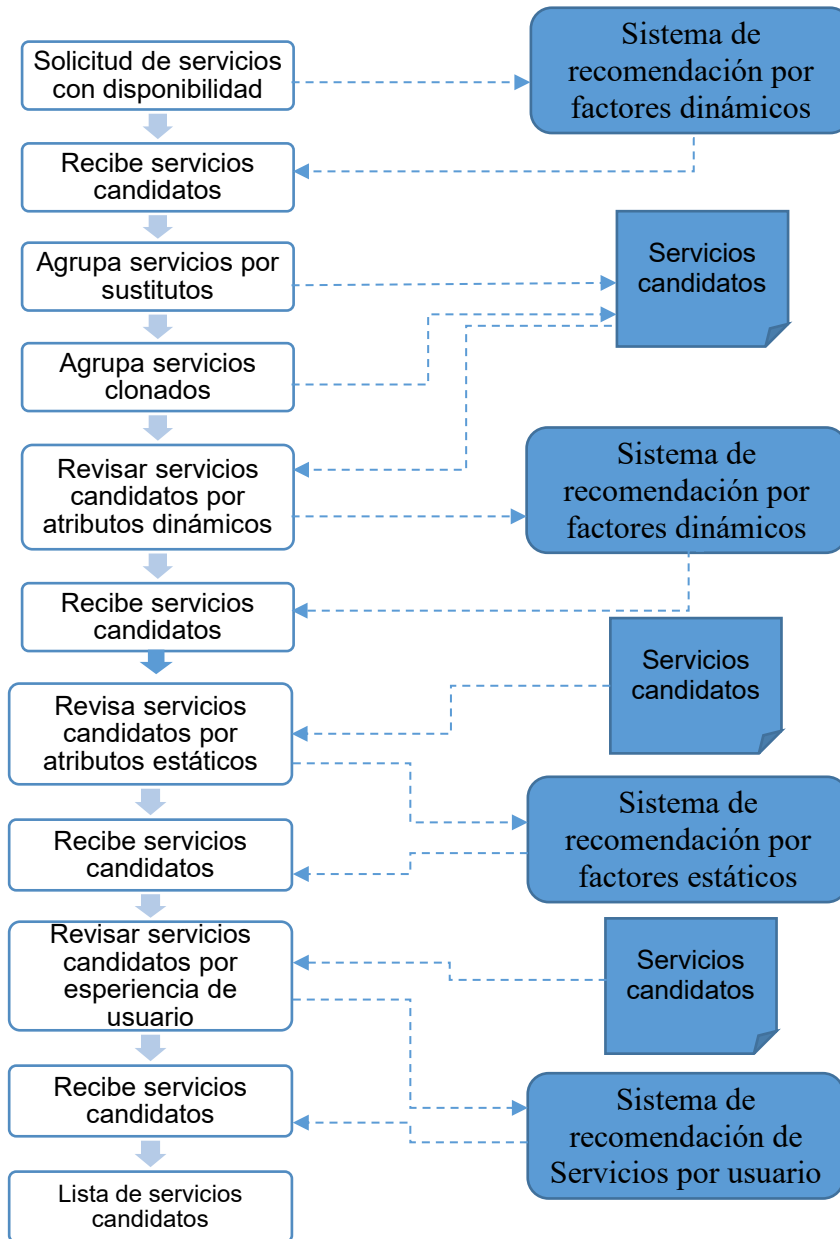 Solicitud de servicios
con disponibilidad
Sistema de
recomendación por
factores dinámicos
Recibe servicios
candidatos
Agrupa servicios por
sustitutos
Servicios
candidatos
Agrupa servicios
clonados
Revisar servicios
candidatos por
atributos dinámicos
Sistema de
recomendación por
factores dinámicos
Recibe servicios
candidatos
Servicios
candidatos
Revisa servicios
candidatos por
atributos estáticos
Sistema de
recomendación por
factores estáticos
Recibe servicios
candidatos
Revisar servicios
candidatos por
esperiencia de
usuario
Servicios
candidatos
Recibe servicios
candidatos
Sistema de
recomendación de
Servicios por usuario
Lista de servicios
candidatos